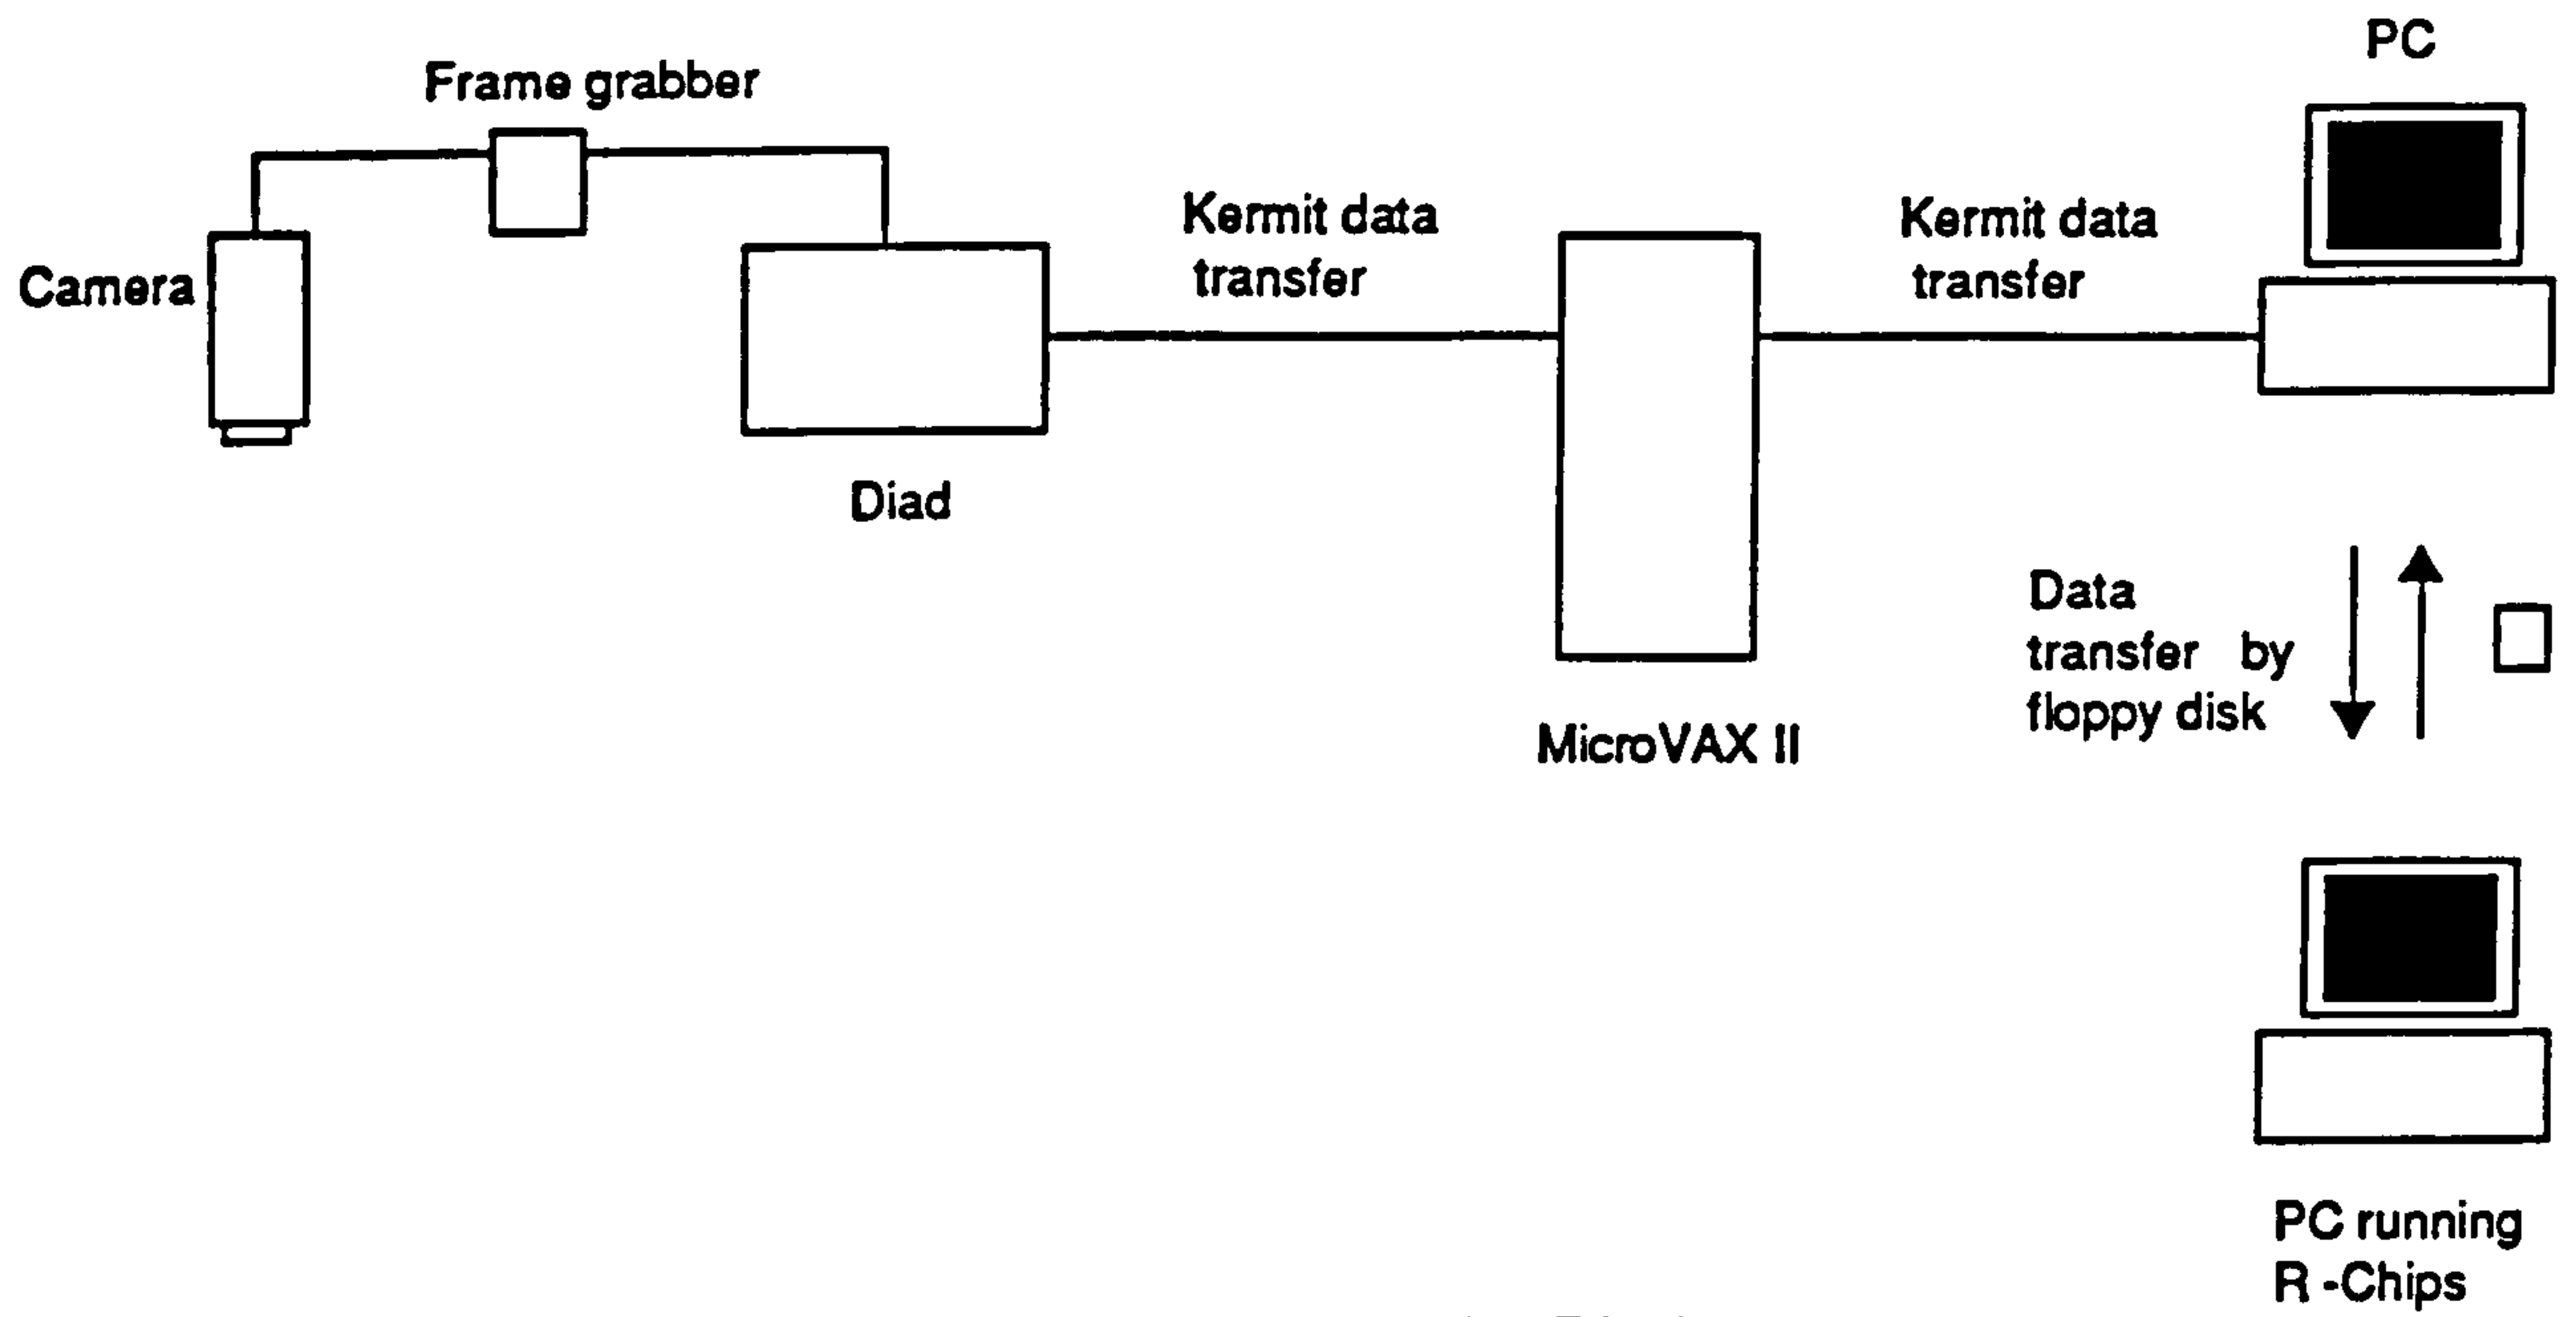 PC
Frame grabber
Kermit data
transfer
Kermit data
transfer
Camera
Diad
Data
transfer by
floppy disk
MicroVAX II
PC running
R -Chips